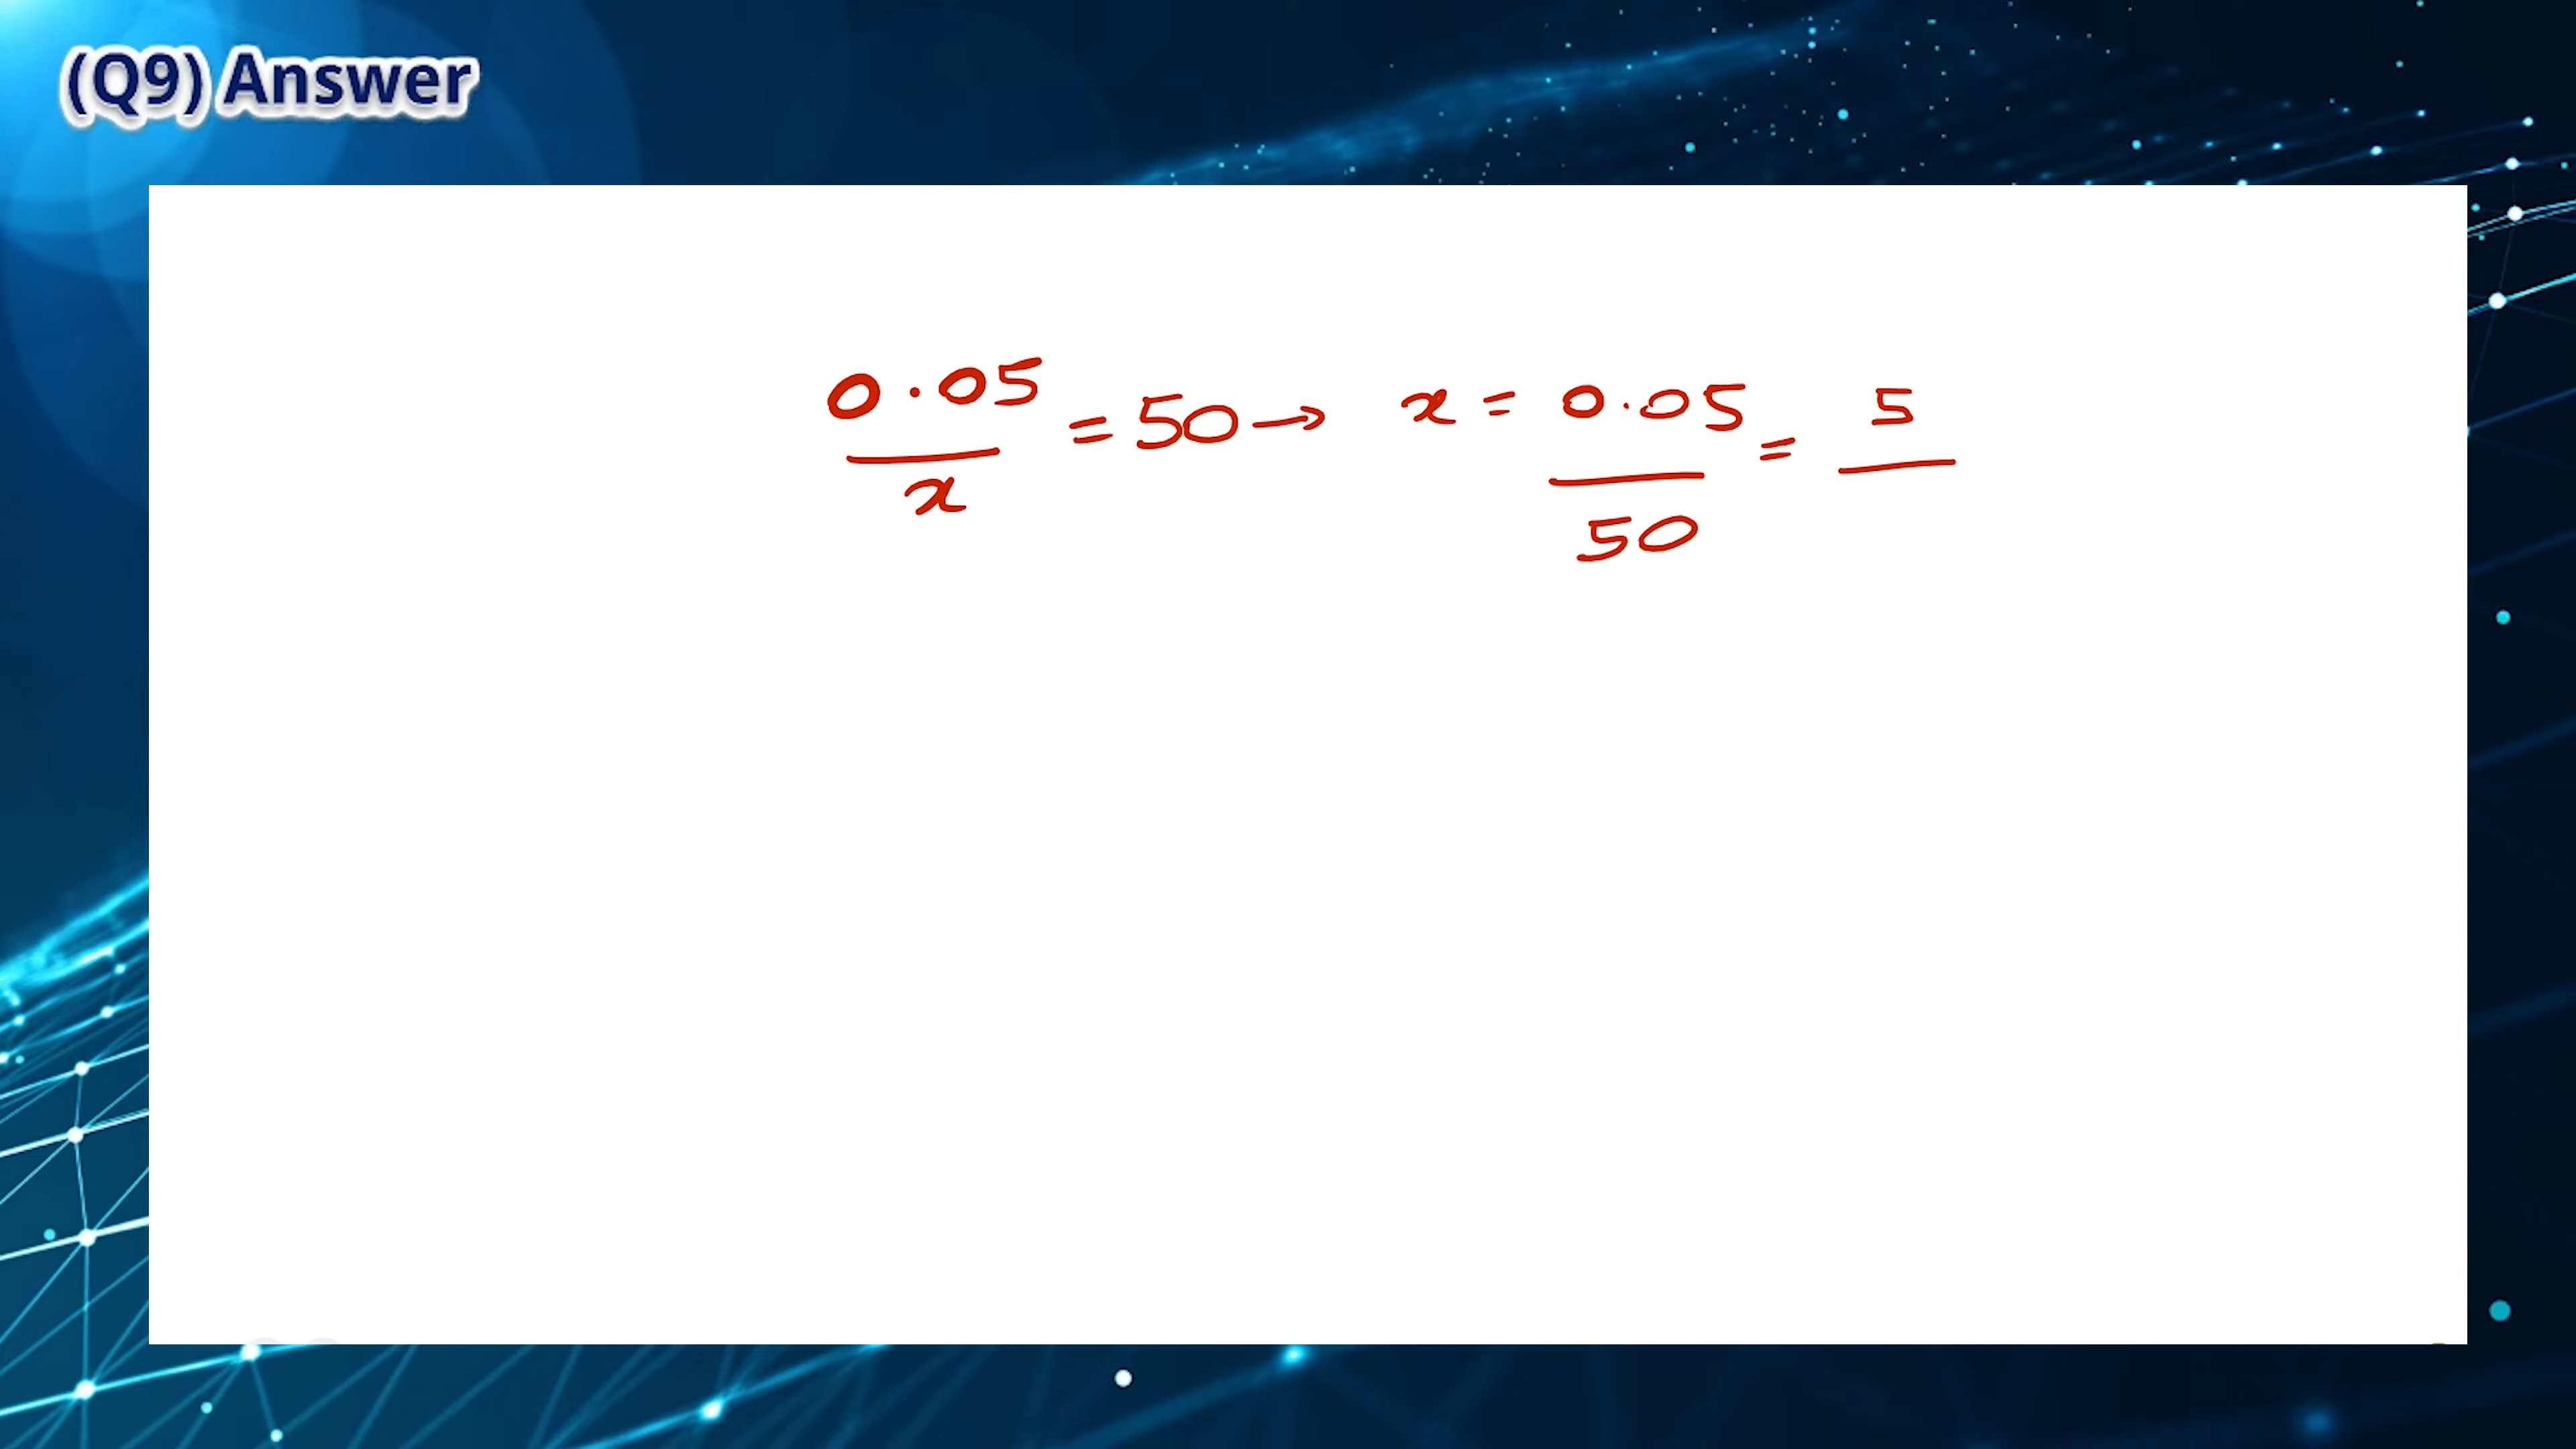 (Q9) Answer
0.05/x = 50 → x = 0.05/50 = 5/